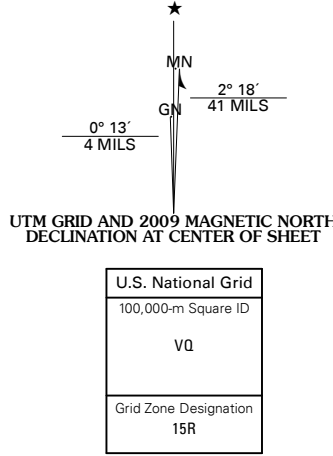 ★
MN
2° 18´
41 MILS
GN
0° 13´
4 MILS
UTM GRID AND 2009 MAGNETIC NORTH
DECLINATION AT CENTER OF SHEET
U.S. National Grid
100,000-m Square ID
VQ
Grid Zone Designation
15R